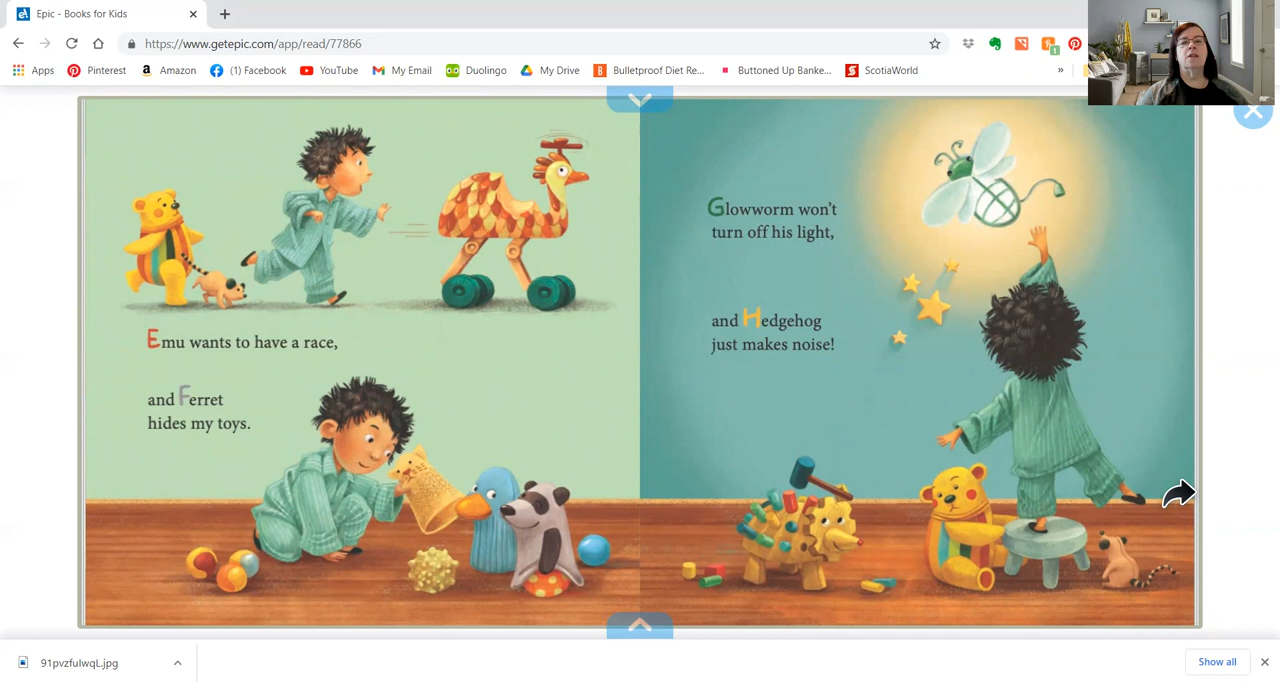 Epic - Books for Kids
https://www.getepic.com/app/read/77866
1
Apps
Pinterest
Amazon
(1) Facebook
YouTube
My Email
Duolingo
My Drive
Bulletproof Diet Re...
Buttoned Up Banke...
ScotiaWorld
»
Emu wants to have a race,
and Ferret
hides my toys.
Glowworm won't
turn off his light,
and Hedgehog
just makes noise!
91pvzfuIwqL.jpg
Show all